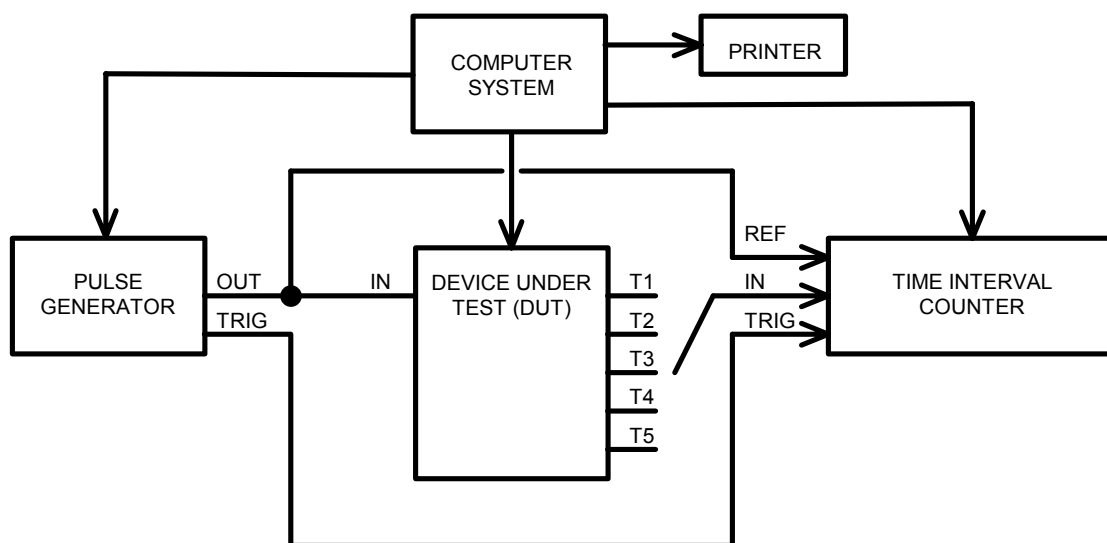 COMPUTER
SYSTEM
PRINTER
PULSE
GENERATOR
OUT
TRIG
IN
DEVICE UNDER
TEST (DUT)
T1
T2
T3
T4
T5
REF
IN
TRIG
TIME INTERVAL
COUNTER